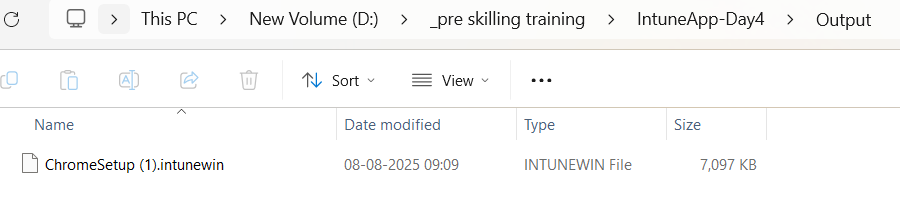 This PC > New Volume (D:) > _pre skilling training > IntuneApp-Day4 > Output
Sort View
Name Date modified Type Size
ChromeSetup (1).intunewin 08-08-2025 09:09 INTUNEWIN File 7,097 KB